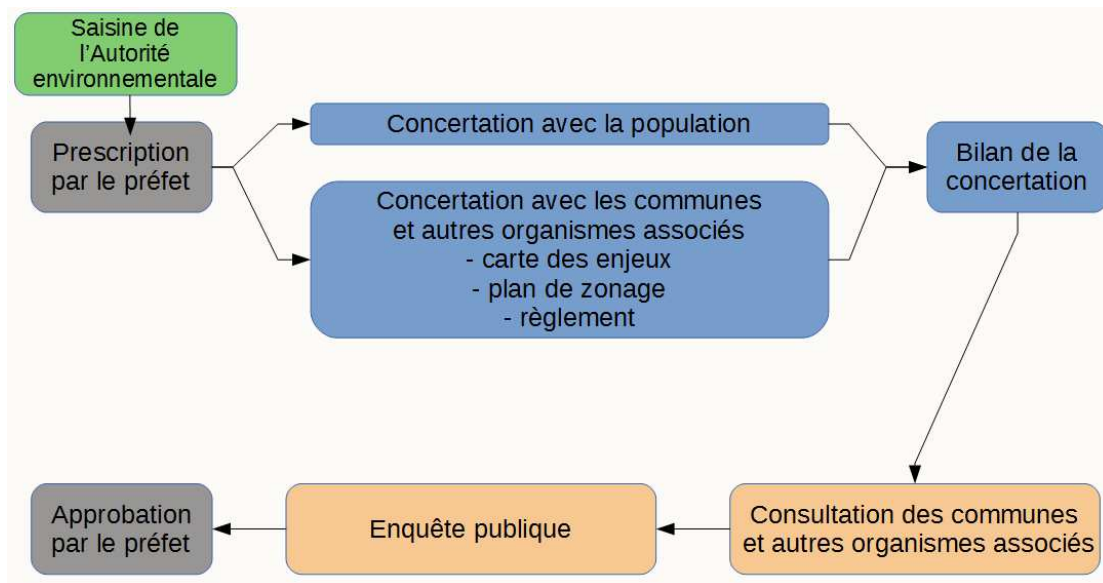 Saisine de
l'Autorité
environnementale
Prescription
par le préfet
Concertation avec la population
Concertation avec les communes
et autres organismes associés
- carte des enjeux
- plan de zonage
- règlement
Bilan de la
concertation
Consultation des communes
et autres organismes associés
Enquête publique
Approbation
par le préfet